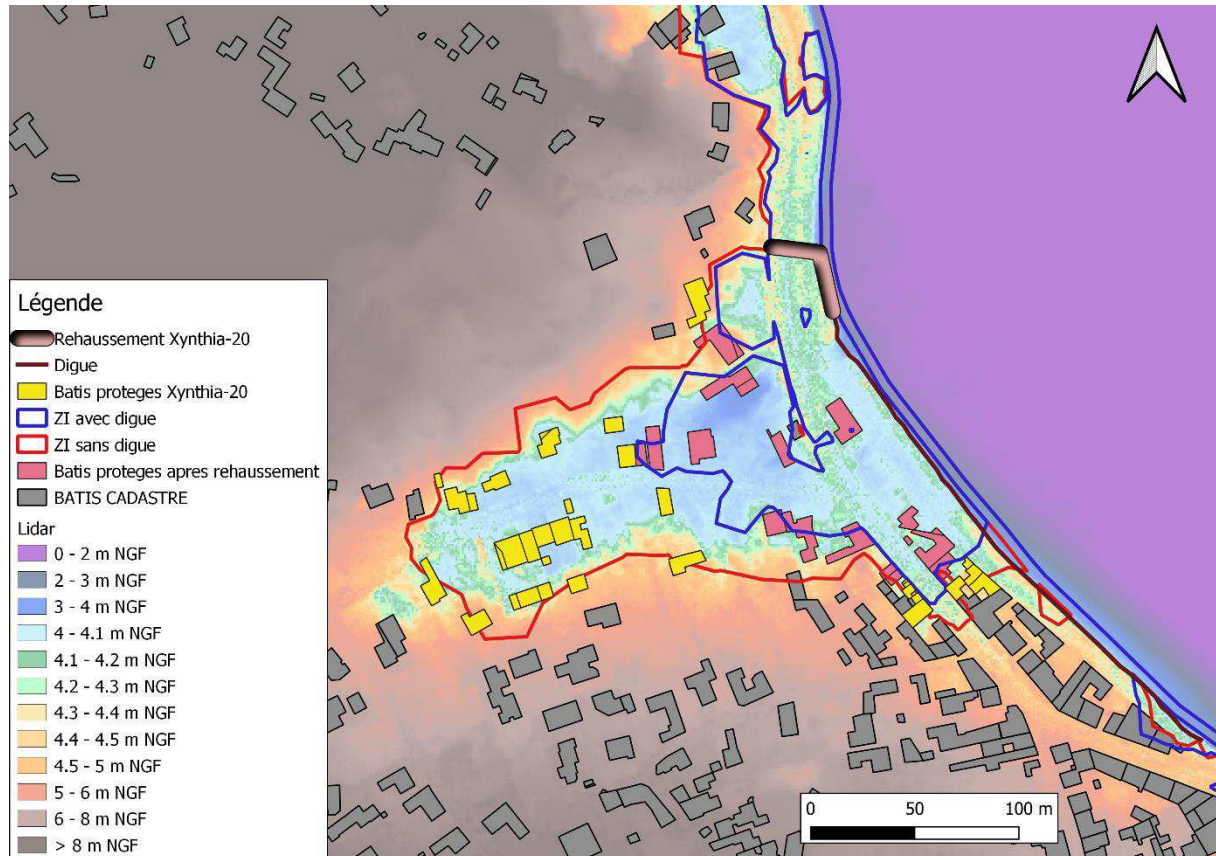 Légende
Rehaussement Xynthia-20
Digue
Batis proteges Xynthia-20
ZI avec digue
ZI sans digue
Batis proteges apres rehaussement
BATIS CADASTRE
Lidar
0 - 2 m NGF
2 - 3 m NGF
3 - 4 m NGF
4 - 4.1 m NGF
4.1 - 4.2 m NGF
4.2 - 4.3 m NGF
4.3 - 4.4 m NGF
4.4 - 4.5 m NGF
4.5 - 5 m NGF
5 - 6 m NGF
6 - 8 m NGF
> 8 m NGF
0 50 100 m